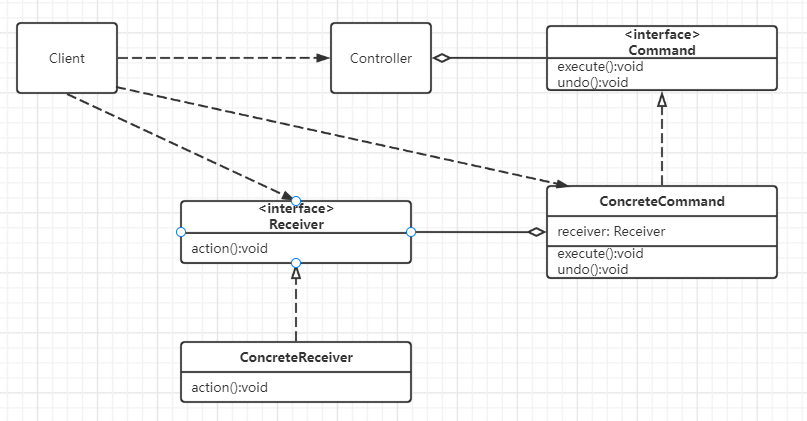 Client
Controller
<interface>
Command
execute():void
undo():void
<interface>
Receiver
action():void
ConcreteCommand
receiver: Receiver
execute():void
undo():void
ConcreteReceiver
action():void